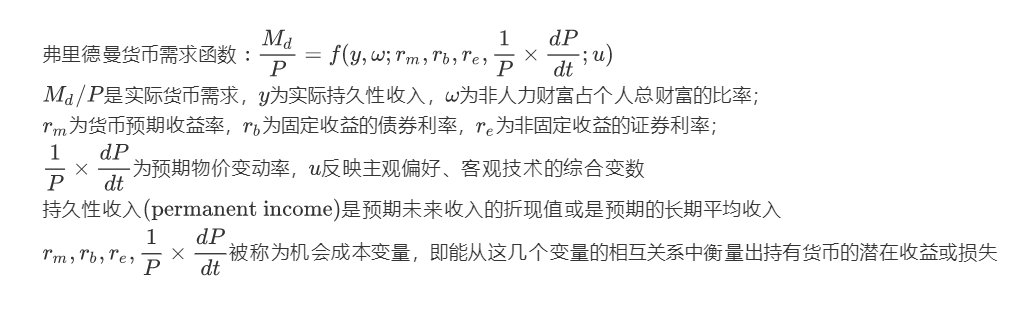 弗里德曼货币需求函数：$\frac{M_d}{P} = f(y, \omega; r_m, r_b, r_e, \frac{1}{P} \times \frac{dP}{dt}; u)$
$M_d/P$是实际货币需求，$y$为实际持久性收入，$\omega$为非人力财富占个人总财富的比率；
$r_m$为货币预期收益率，$r_b$为固定收益的债券利率，$r_e$为非固定收益的证券利率；
$\frac{1}{P} \times \frac{dP}{dt}$为预期物价变动率，$u$反映主观偏好、客观技术的综合变数
持久性收入(permanent income)是预期未来收入的折现值或是预期的长期平均收入
$r_m, r_b, r_e, \frac{1}{P} \times \frac{dP}{dt}$被称为机会成本变量，即能从这几个变量的相互关系中衡量出持有货币的潜在收益或损失